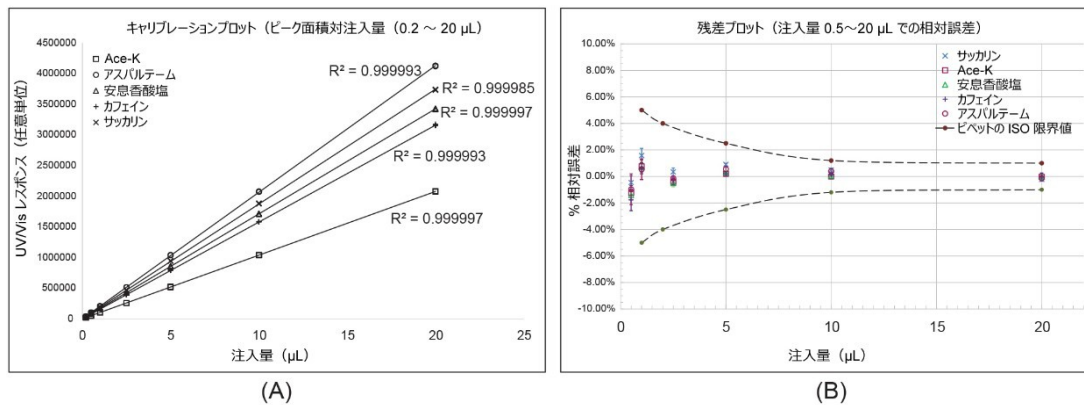 キャリブレーションプロット（ピーク面積対注入量（0.2 ～ 20 µL）
4500000
4000000
3500000
3000000
2500000
2000000
1500000
1000000
500000
0
UV/Vis レスポンス（任意単位）
Ace-K
アスパルテーム
安息香酸塩
カフェイン
サッカリン
R² = 0.999993
R² = 0.999985
R² = 0.999997
R² = 0.999993
R² = 0.999997
0 5 10 15 20 25
注入量（µL）
(A)
残差プロット（注入量 0.5～20 µL での相対誤差）
10.00%
8.00%
6.00%
4.00%
2.00%
0.00%
-2.00%
-4.00%
-6.00%
-8.00%
-10.00%
% 相対誤差
サッカリン
Ace-K
安息香酸塩
カフェイン
アスパルテーム
ピペットの ISO 限界値
0 5 10 15 20
注入量（µL）
(B)